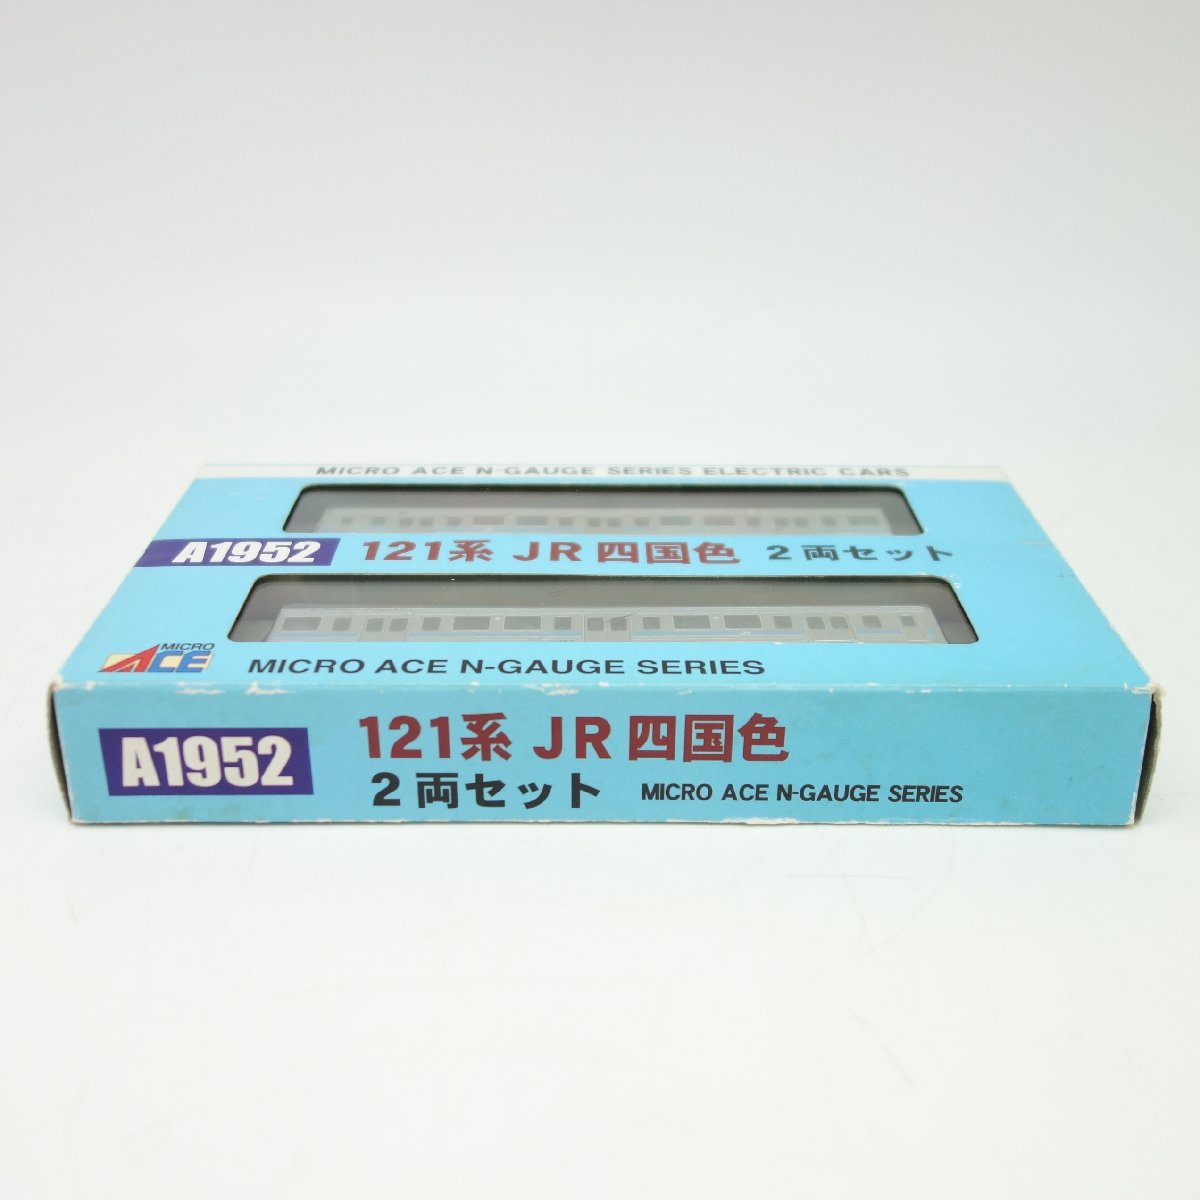 MICRO ACE N-GAUGE SERIES ELECTRIC CARS
A1952 121系 JR 四国色 2両セット
MICRO ACE MICRO ACE N-GAUGE SERIES
A1952 121系 JR 四国色
2両セット MICRO ACE N-GAUGE SERIES